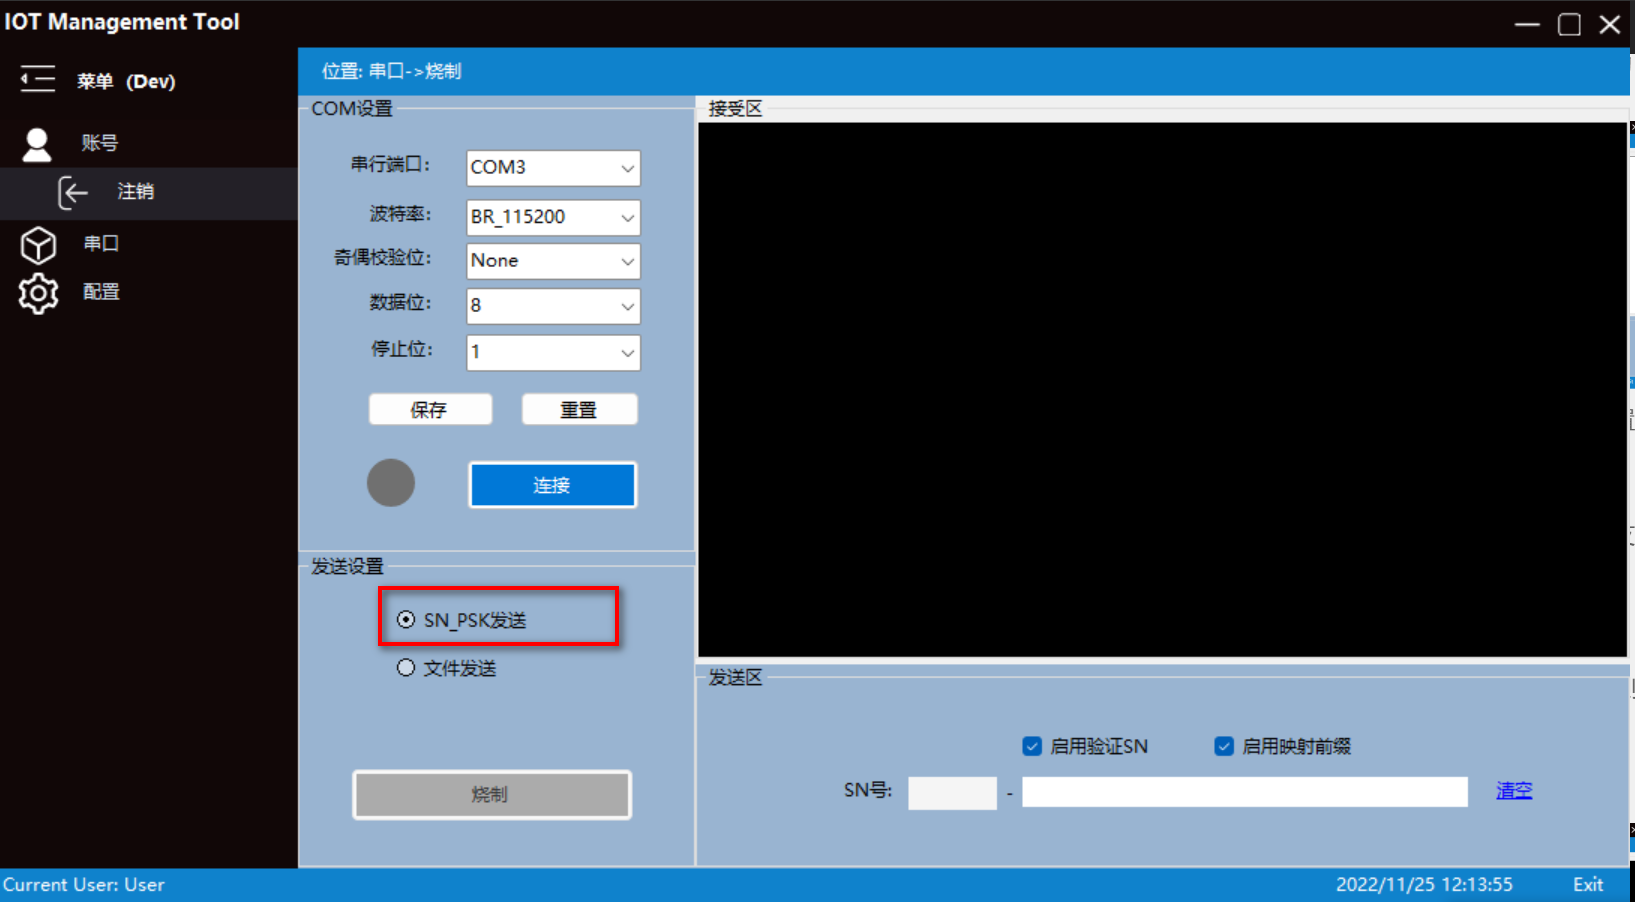 IOT Management Tool
菜单 (Dev)
账号
注销
串口
配置
位置: 串口->烧制
COM设置
串行端口: COM3
波特率: BR_115200
奇偶校验位: None
数据位: 8
停止位: 1
保存 重置
连接
发送设置
SN_PSK发送
文件发送
烧制
接受区
发送区
启用验证SN 启用映射前缀
SN号: - 清空
Current User: User 2022/11/25 12:13:55 Exit